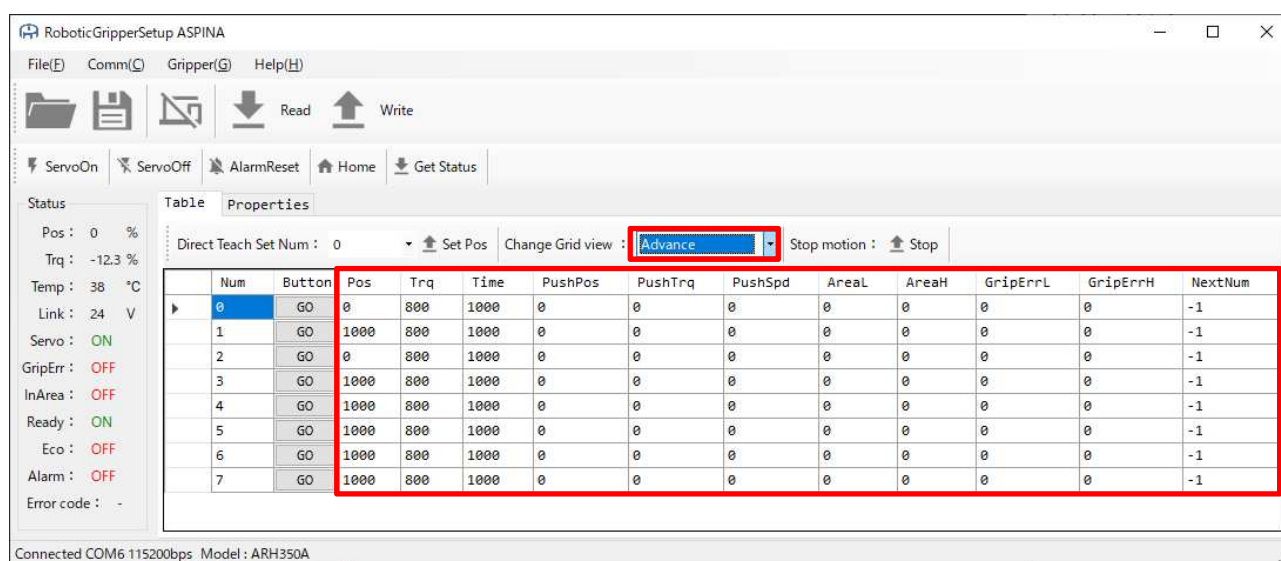 RoboticGripperSetup ASPINA
File(F) Comm(C) Gripper(G) Help(H)
Read Write
ServoOn ServoOff AlarmReset Home Get Status
Status Table Properties
Direct Teach Set Num : 0 Set Pos Change Grid view : Advance Stop motion : Stop
Pos : 0 %
Trq : -12.3 %
Temp : 38 °C
Link : 24 V
Servo : ON
GripErr : OFF
InArea : OFF
Ready : ON
Eco : OFF
Alarm : OFF
Error code : -
Num Button Pos Trq Time PushPos PushTrq PushSpd AreaL AreaH GripErrL GripErrH NextNum
0 GO 0 800 1000 0 0 0 0 0 0 0 -1
1 GO 1000 800 1000 0 0 0 0 0 0 0 -1
2 GO 0 800 1000 0 0 0 0 0 0 0 -1
3 GO 1000 800 1000 0 0 0 0 0 0 0 -1
4 GO 1000 800 1000 0 0 0 0 0 0 0 -1
5 GO 1000 800 1000 0 0 0 0 0 0 0 -1
6 GO 1000 800 1000 0 0 0 0 0 0 0 -1
7 GO 1000 800 1000 0 0 0 0 0 0 0 -1
Connected COM6 115200bps Model : ARH350A